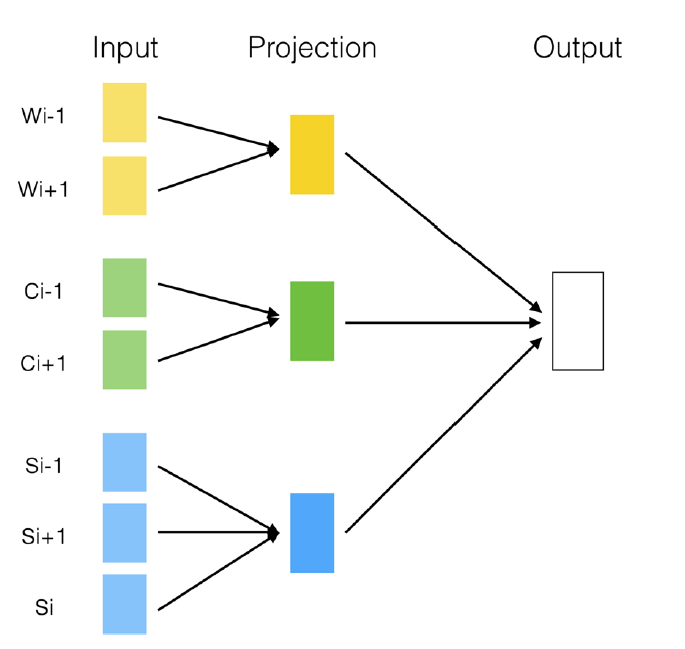 Input Projection Output
Wi-1
Wi+1
Ci-1
Ci+1
Si-1
Si+1
Si